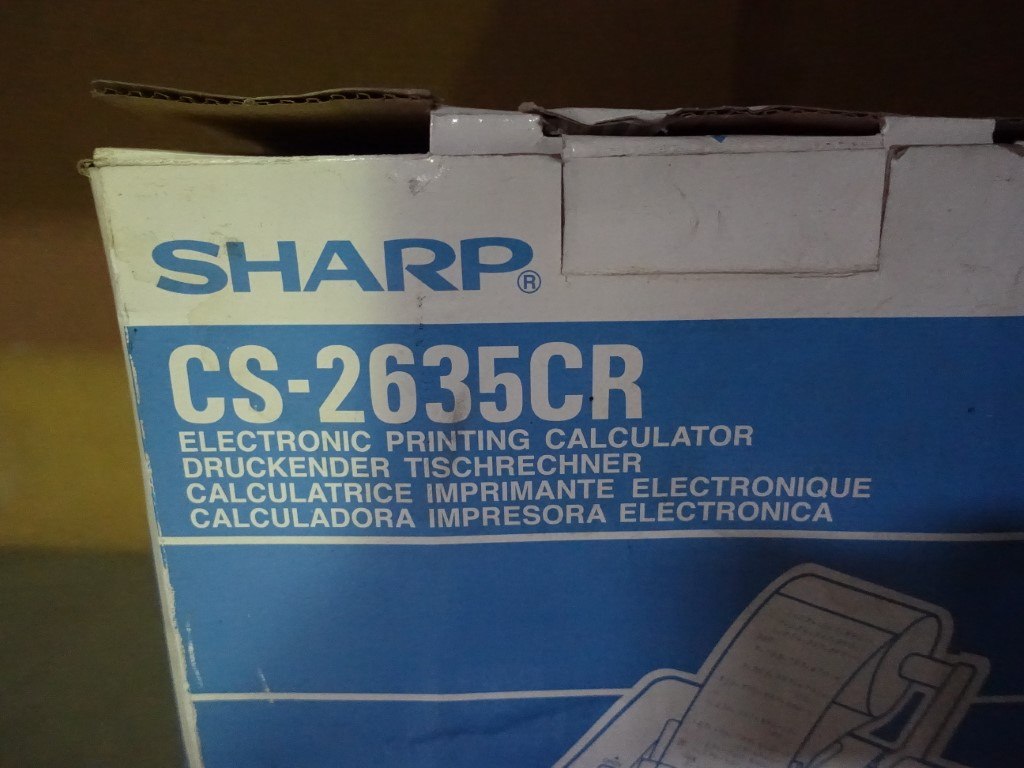 SHARP®
CS-2635CR
ELECTRONIC PRINTING CALCULATOR
DRUCKENDER TISCHRECHNER
CALCULATRICE IMPRIMANTE ELECTRONIQUE
CALCULADORA IMPRESORA ELECTRONICA